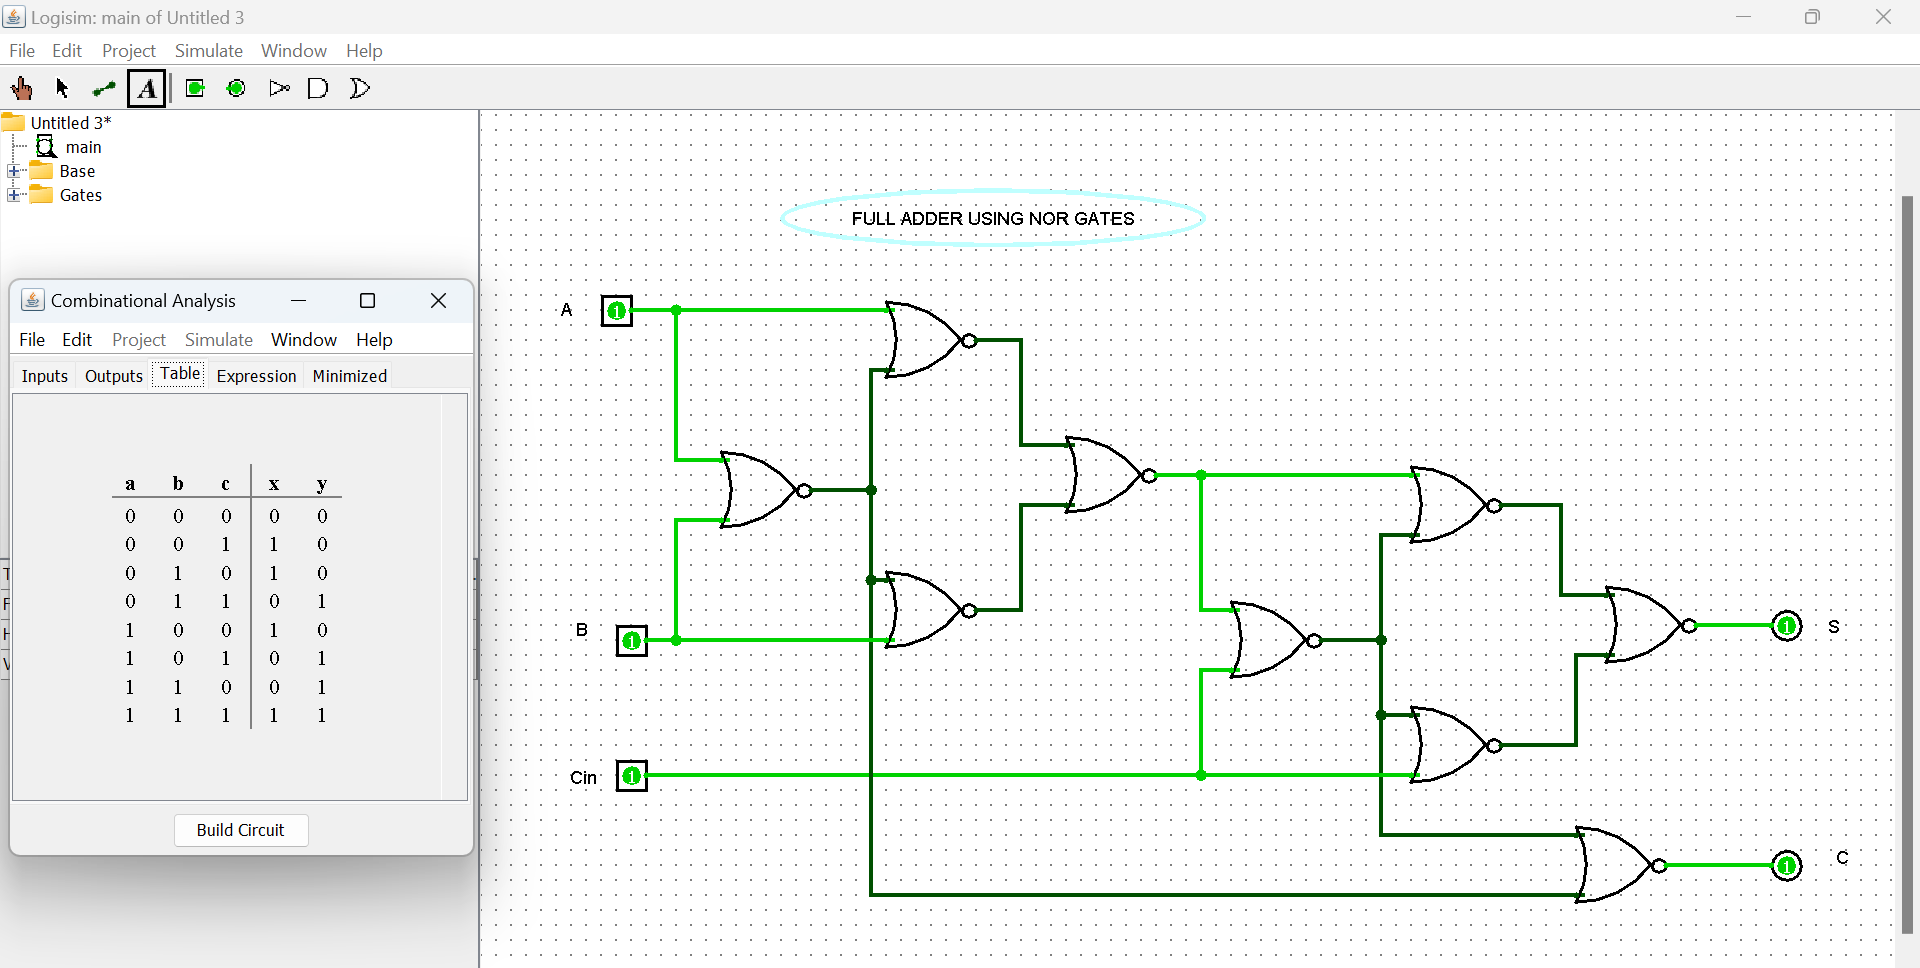 Logisim: main of Untitled 3
File Edit Project Simulate Window Help
A
Untitled 3*
main
Base
Gates
FULL ADDER USING NOR GATES
Combinational Analysis
File Edit Project Simulate Window Help
Inputs Outputs Table Expression Minimized
a b c x y
0 0 0 0 0
0 0 1 1 0
0 1 0 1 0
0 1 1 0 1
1 0 0 1 0
1 0 1 0 1
1 1 0 0 1
1 1 1 1 1
Build Circuit
A 1
B 1
Cin 1
1 S
1 C